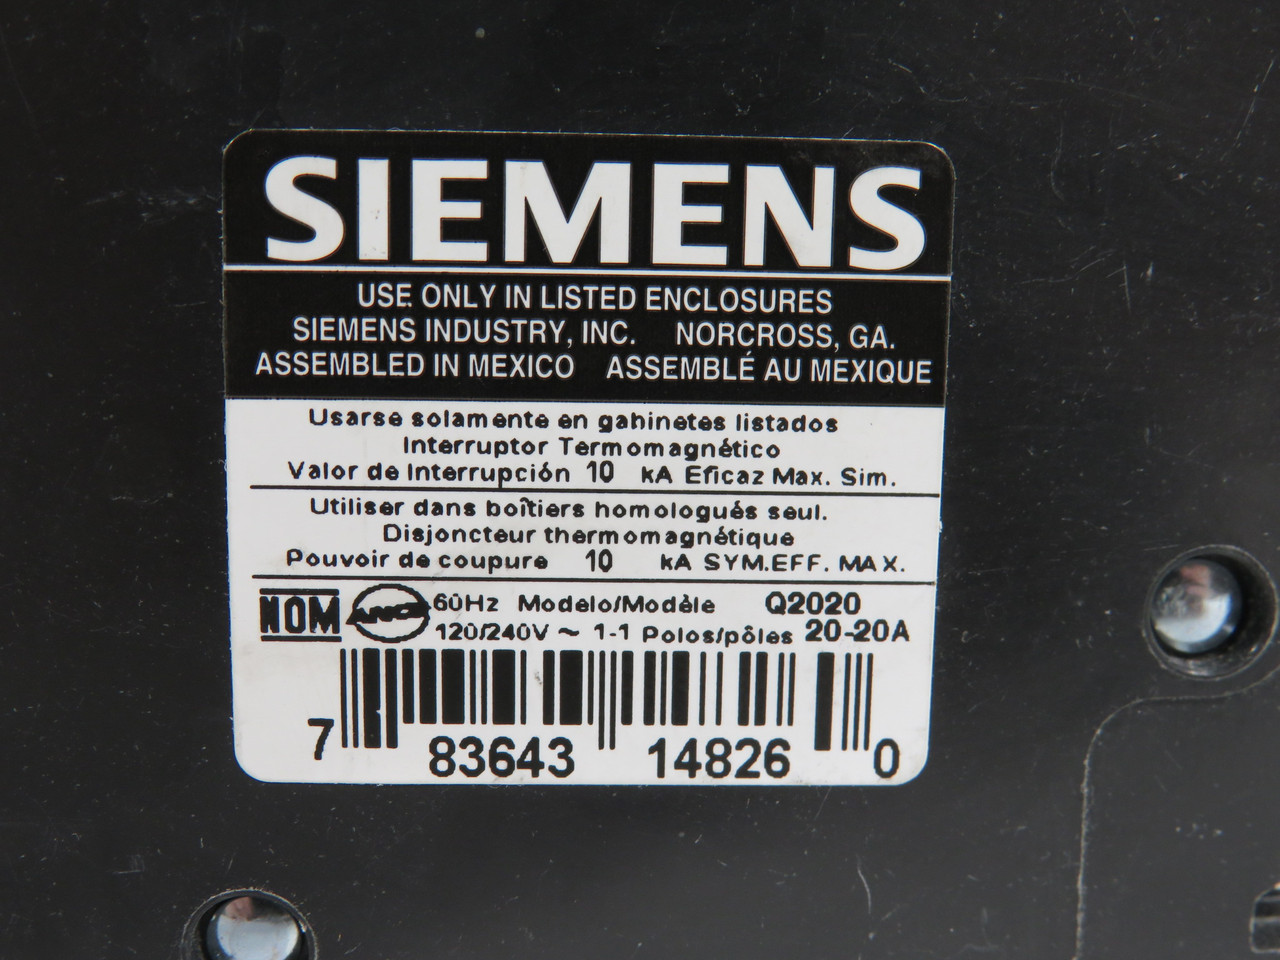 SIEMENS
USE ONLY IN LISTED ENCLOSURES
SIEMENS INDUSTRY, INC. NORCROSS, GA.
ASSEMBLED IN MEXICO ASSEMBLÉ AU MEXIQUE
Usarse solamente en gahinetes listados
Interruptor Termomagnético
Valor de Interrupción 10 kA Eficaz Max. Sim.
Utiliser dans boîtiers homologués seul.
Disjoncteur thermomagnétique
Pouvoir de coupure 10 kA SYM.EFF. MAX.
NOM ANCE 60Hz Modelo/Modèle Q2020
120/240V ~ 1-1 Polos/pôles 20-20A
7 83643 14826 0